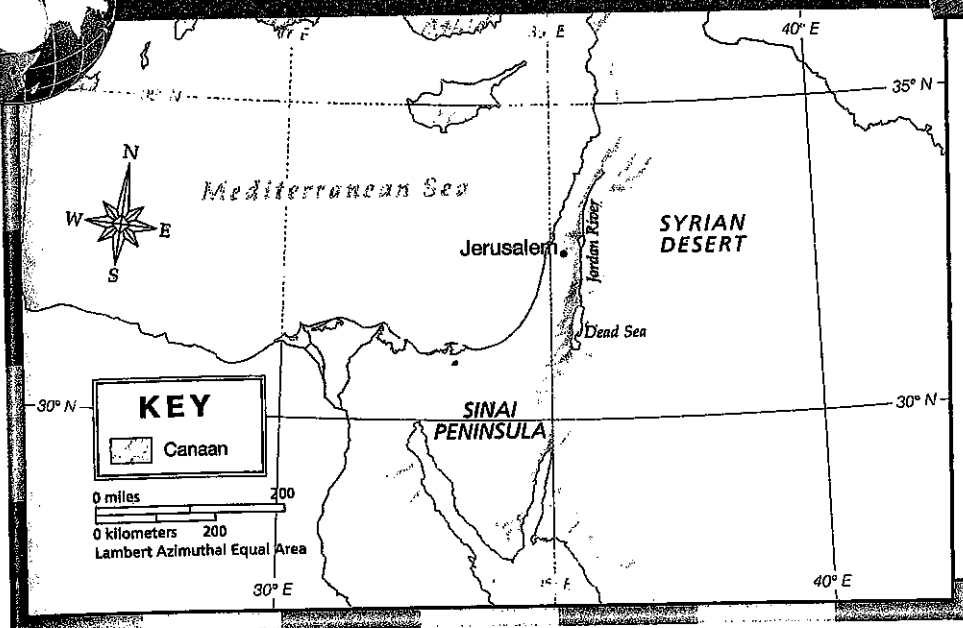 40° E
35° N
N
W
E
S
Mediterranean Sea
Jerusalem
Jordan River
SYRIAN
DESERT
Dead Sea
30° N
30° N
KEY
Canaan
SINAI
PENINSULA
0 miles
200
0 kilometers
200
Lambert Azimuthal Equal Area
30° E
40° E